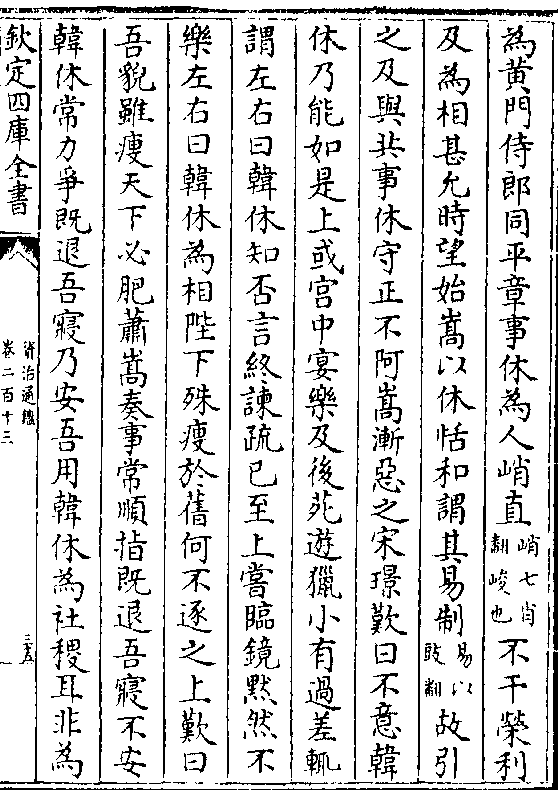 為黄門侍郎同平章事休為人峭直峭七肖翻峻也不干榮利
及為相甚允時望始嵩以休恬和謂其易制易以豉翻故引
之及與共事休守正不阿嵩漸惡之宋璟歎曰不意韓
休乃能如是上或宫中宴樂及後苑遊獵小有過差輒
謂左右曰韓休知否言終諫疏已至上嘗臨鏡默然不
樂左右曰韓休為相陛下殊瘦於舊何不逐之上歎曰
吾貌雖瘦天下必肥蕭嵩奏事常順指既退吾寢不安
韓休常力爭既退吾寢乃安吾用韓休為社稷耳非為
欽定四庫全書
資治通鑑
卷二百十三